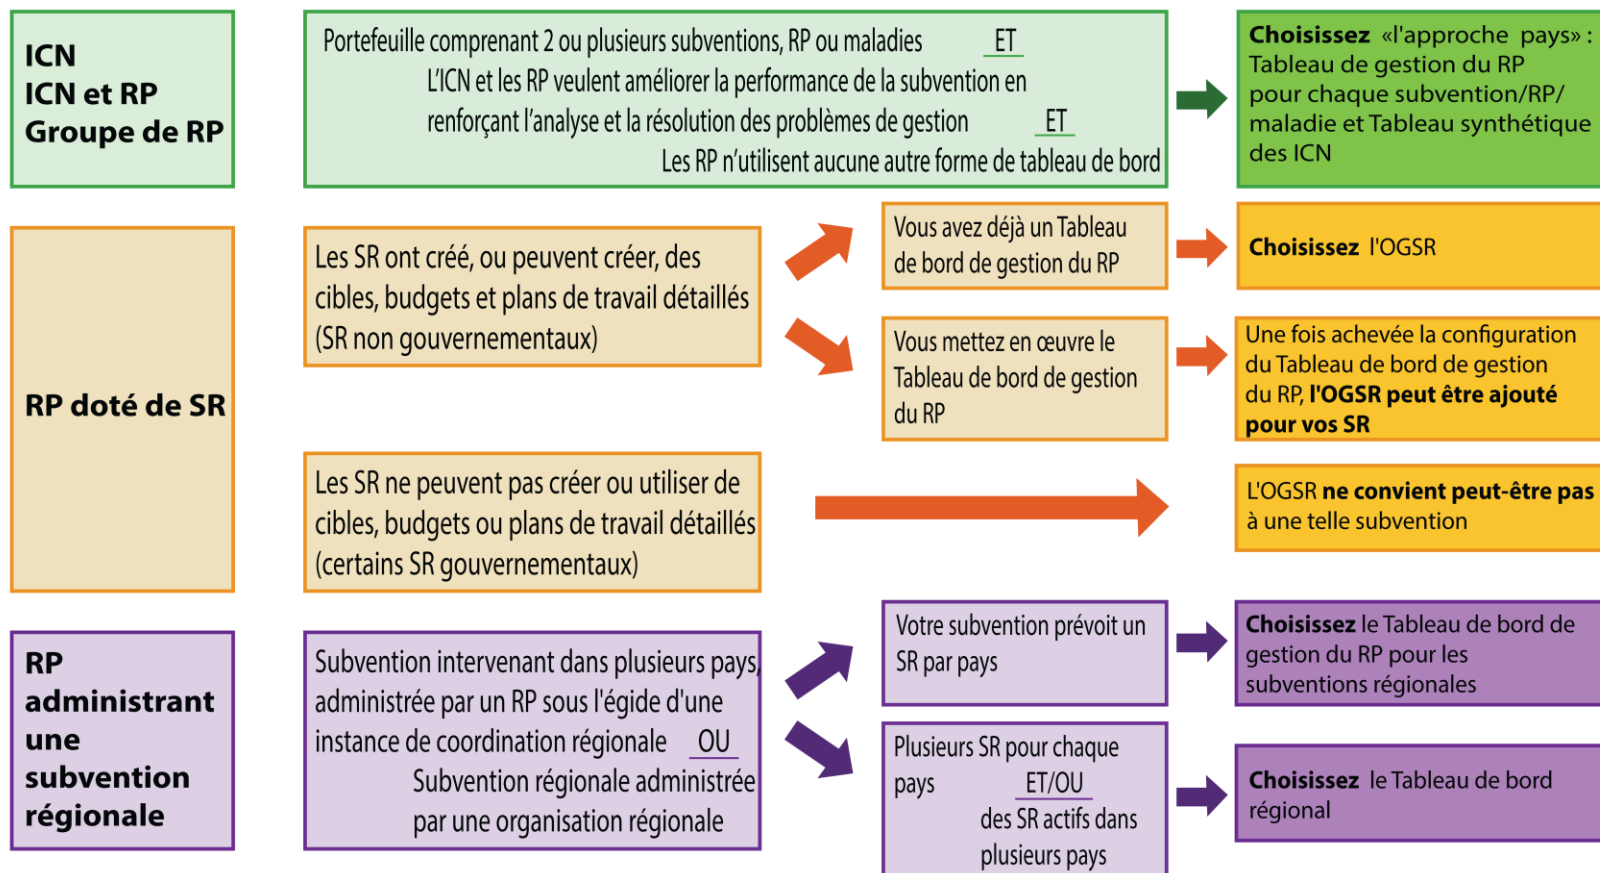 ICN
ICN et RP
Groupe de RP
Portefeuille comprenant 2 ou plusieurs subventions, RP ou maladies ET
L'ICN et les RP veulent améliorer la performance de la subvention en
renforçant l'analyse et la résolution des problèmes de gestion ET
Les RP n'utilisent aucune autre forme de tableau de bord
Choisissez «l'approche pays» :
Tableau de gestion du RP
pour chaque subvention/RP/
maladie et Tableau synthétique
des ICN
RP doté de SR
Les SR ont créé, ou peuvent créer, des
cibles, budgets et plans de travail détaillés
(SR non gouvernementaux)
Vous avez déjà un Tableau
de bord de gestion du RP
Choisissez l'OGSR
Vous mettez en œuvre le
Tableau de bord de gestion
du RP
Une fois achevée la configuration
du Tableau de bord de gestion
du RP, l'OGSR peut être ajouté
pour vos SR
Les SR ne peuvent pas créer ou utiliser de
cibles, budgets ou plans de travail détaillés
(certains SR gouvernementaux)
L'OGSR ne convient peut-être pas
à une telle subvention
RP
administrant
une
subvention
régionale
Subvention intervenant dans plusieurs pays,
administrée par un RP sous l'égide d'une
instance de coordination régionale OU
Subvention régionale administrée
par une organisation régionale
Votre subvention prévoit un
SR par pays
Choisissez le Tableau de bord de
gestion du RP pour les
subventions régionales
Plusieurs SR pour chaque
pays ET/OU
des SR actifs dans
plusieurs pays
Choisissez le Tableau de bord
régional